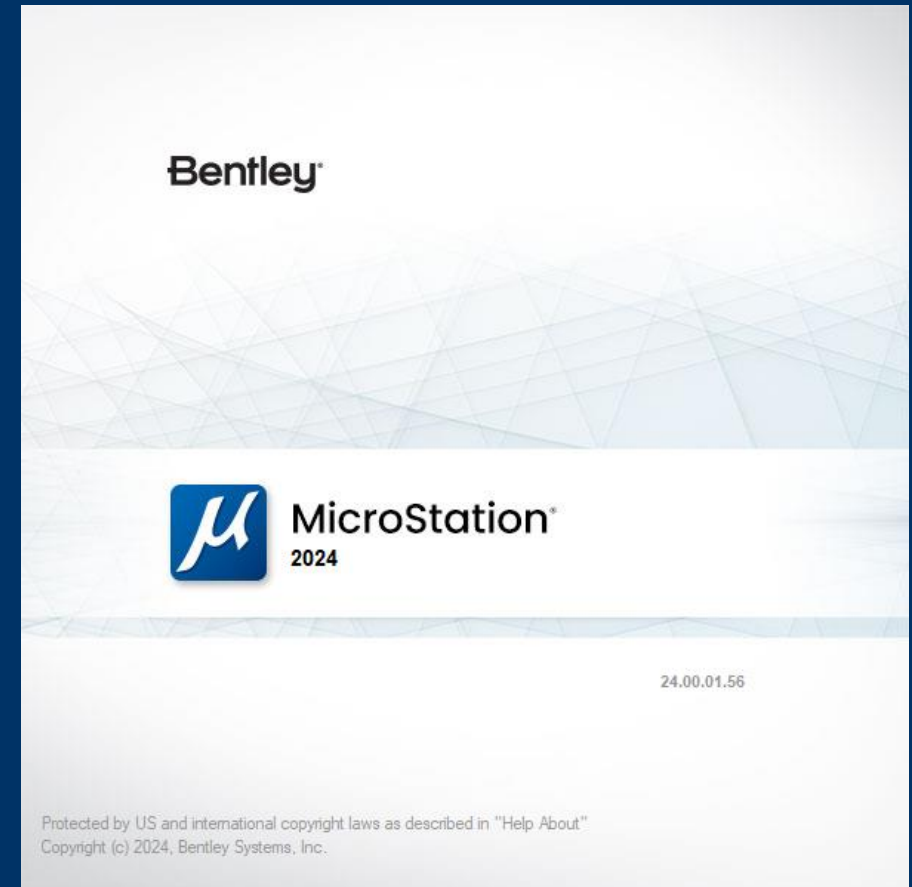 Bentley®
μ
MicroStation®
2024
24.00.01.56
Protected by US and international copyright laws as described in "Help About"
Copyright (c) 2024, Bentley Systems, Inc.